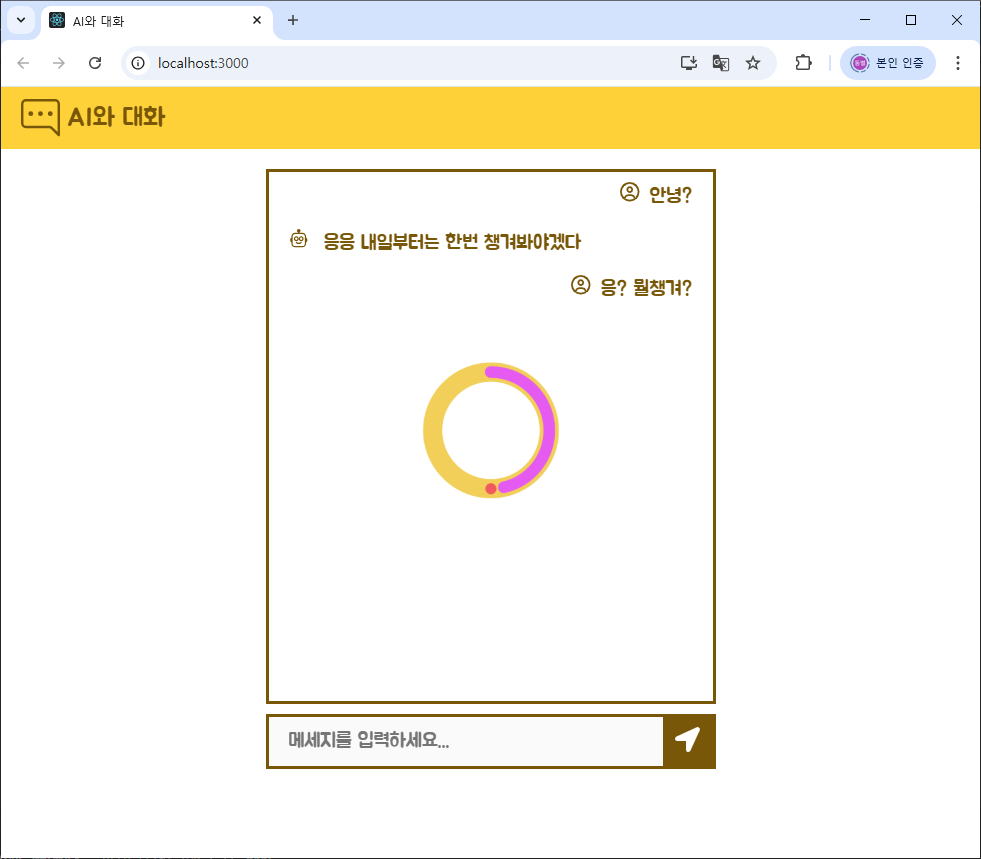 AI와 대화
localhost:3000
본인 인증
AI와 대화
안녕?
응응 내일부터는 한번 챙겨봐야겠다
응? 뭘챙겨?
메세지를 입력하세요...